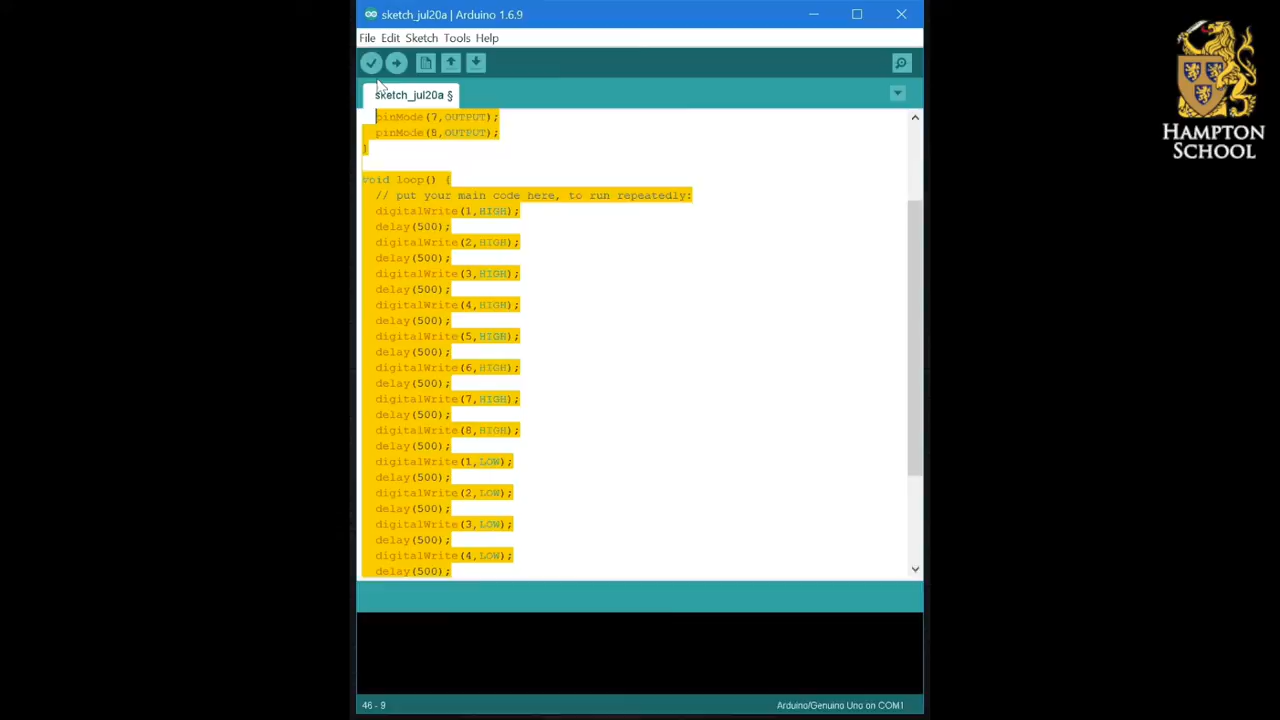 sketch_jul20a | Arduino 1.6.9
File Edit Sketch Tools Help
sketch_jul20a §
pinMode(7,OUTPUT);
pinMode(8,OUTPUT);
}
void loop() {
// put your main code here, to run repeatedly:
digitalWrite(1,HIGH);
delay(500);
digitalWrite(2,HIGH);
delay(500);
digitalWrite(3,HIGH);
delay(500);
digitalWrite(4,HIGH);
delay(500);
digitalWrite(5,HIGH);
delay(500);
digitalWrite(6,HIGH);
delay(500);
digitalWrite(7,HIGH);
delay(500);
digitalWrite(8,HIGH);
delay(500);
digitalWrite(1,LOW);
delay(500);
digitalWrite(2,LOW);
delay(500);
digitalWrite(3,LOW);
delay(500);
digitalWrite(4,LOW);
delay(500);
46 - 9
Arduino/Genuino Uno on COM1
HAMPTON
SCHOOL